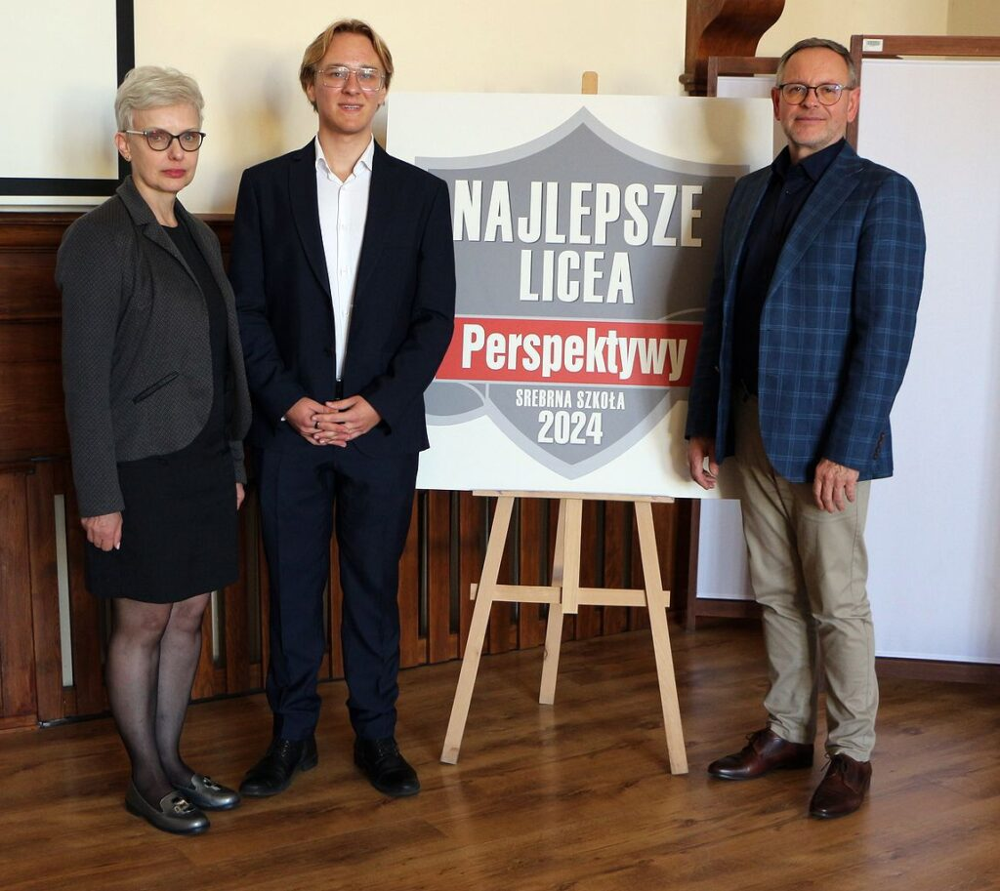 NAJLEPSZE
LICEA
Perspektywy
SREBRNA SZKOŁA
2024